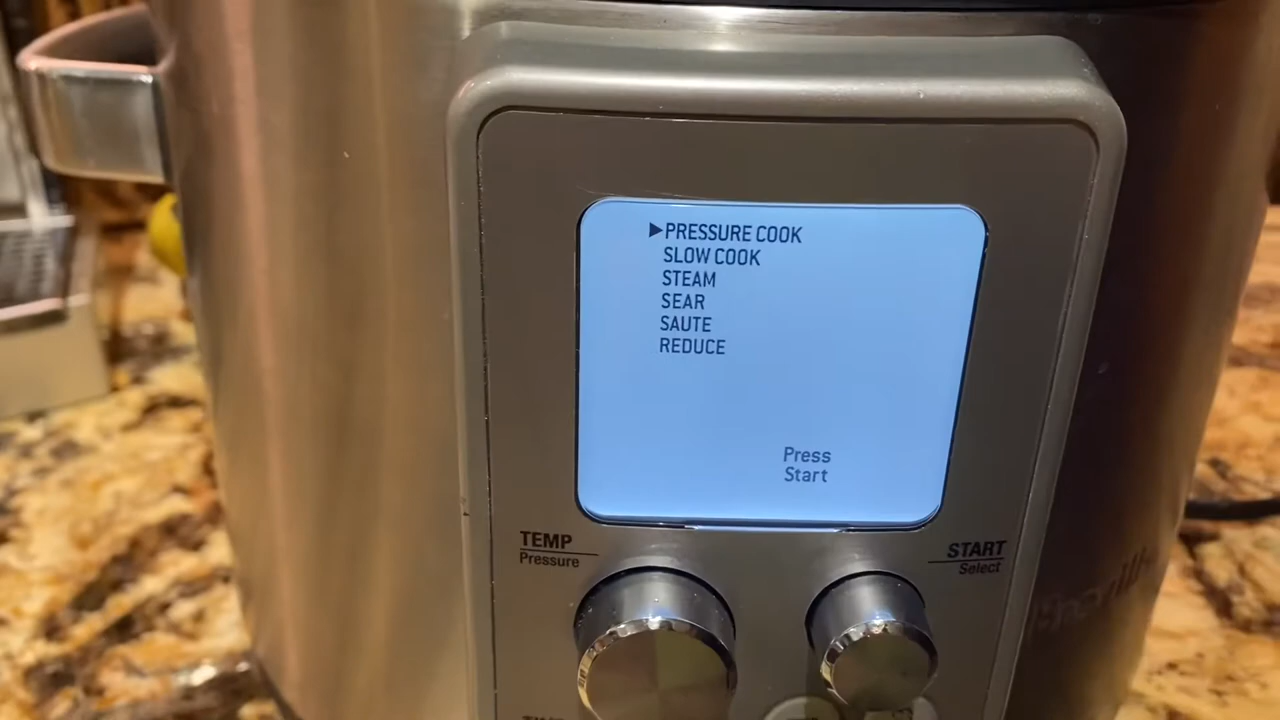 PRESSURE COOK
SLOW COOK
STEAM
SEAR
SAUTE
REDUCE
Press
Start
TEMP
Pressure
START
Select